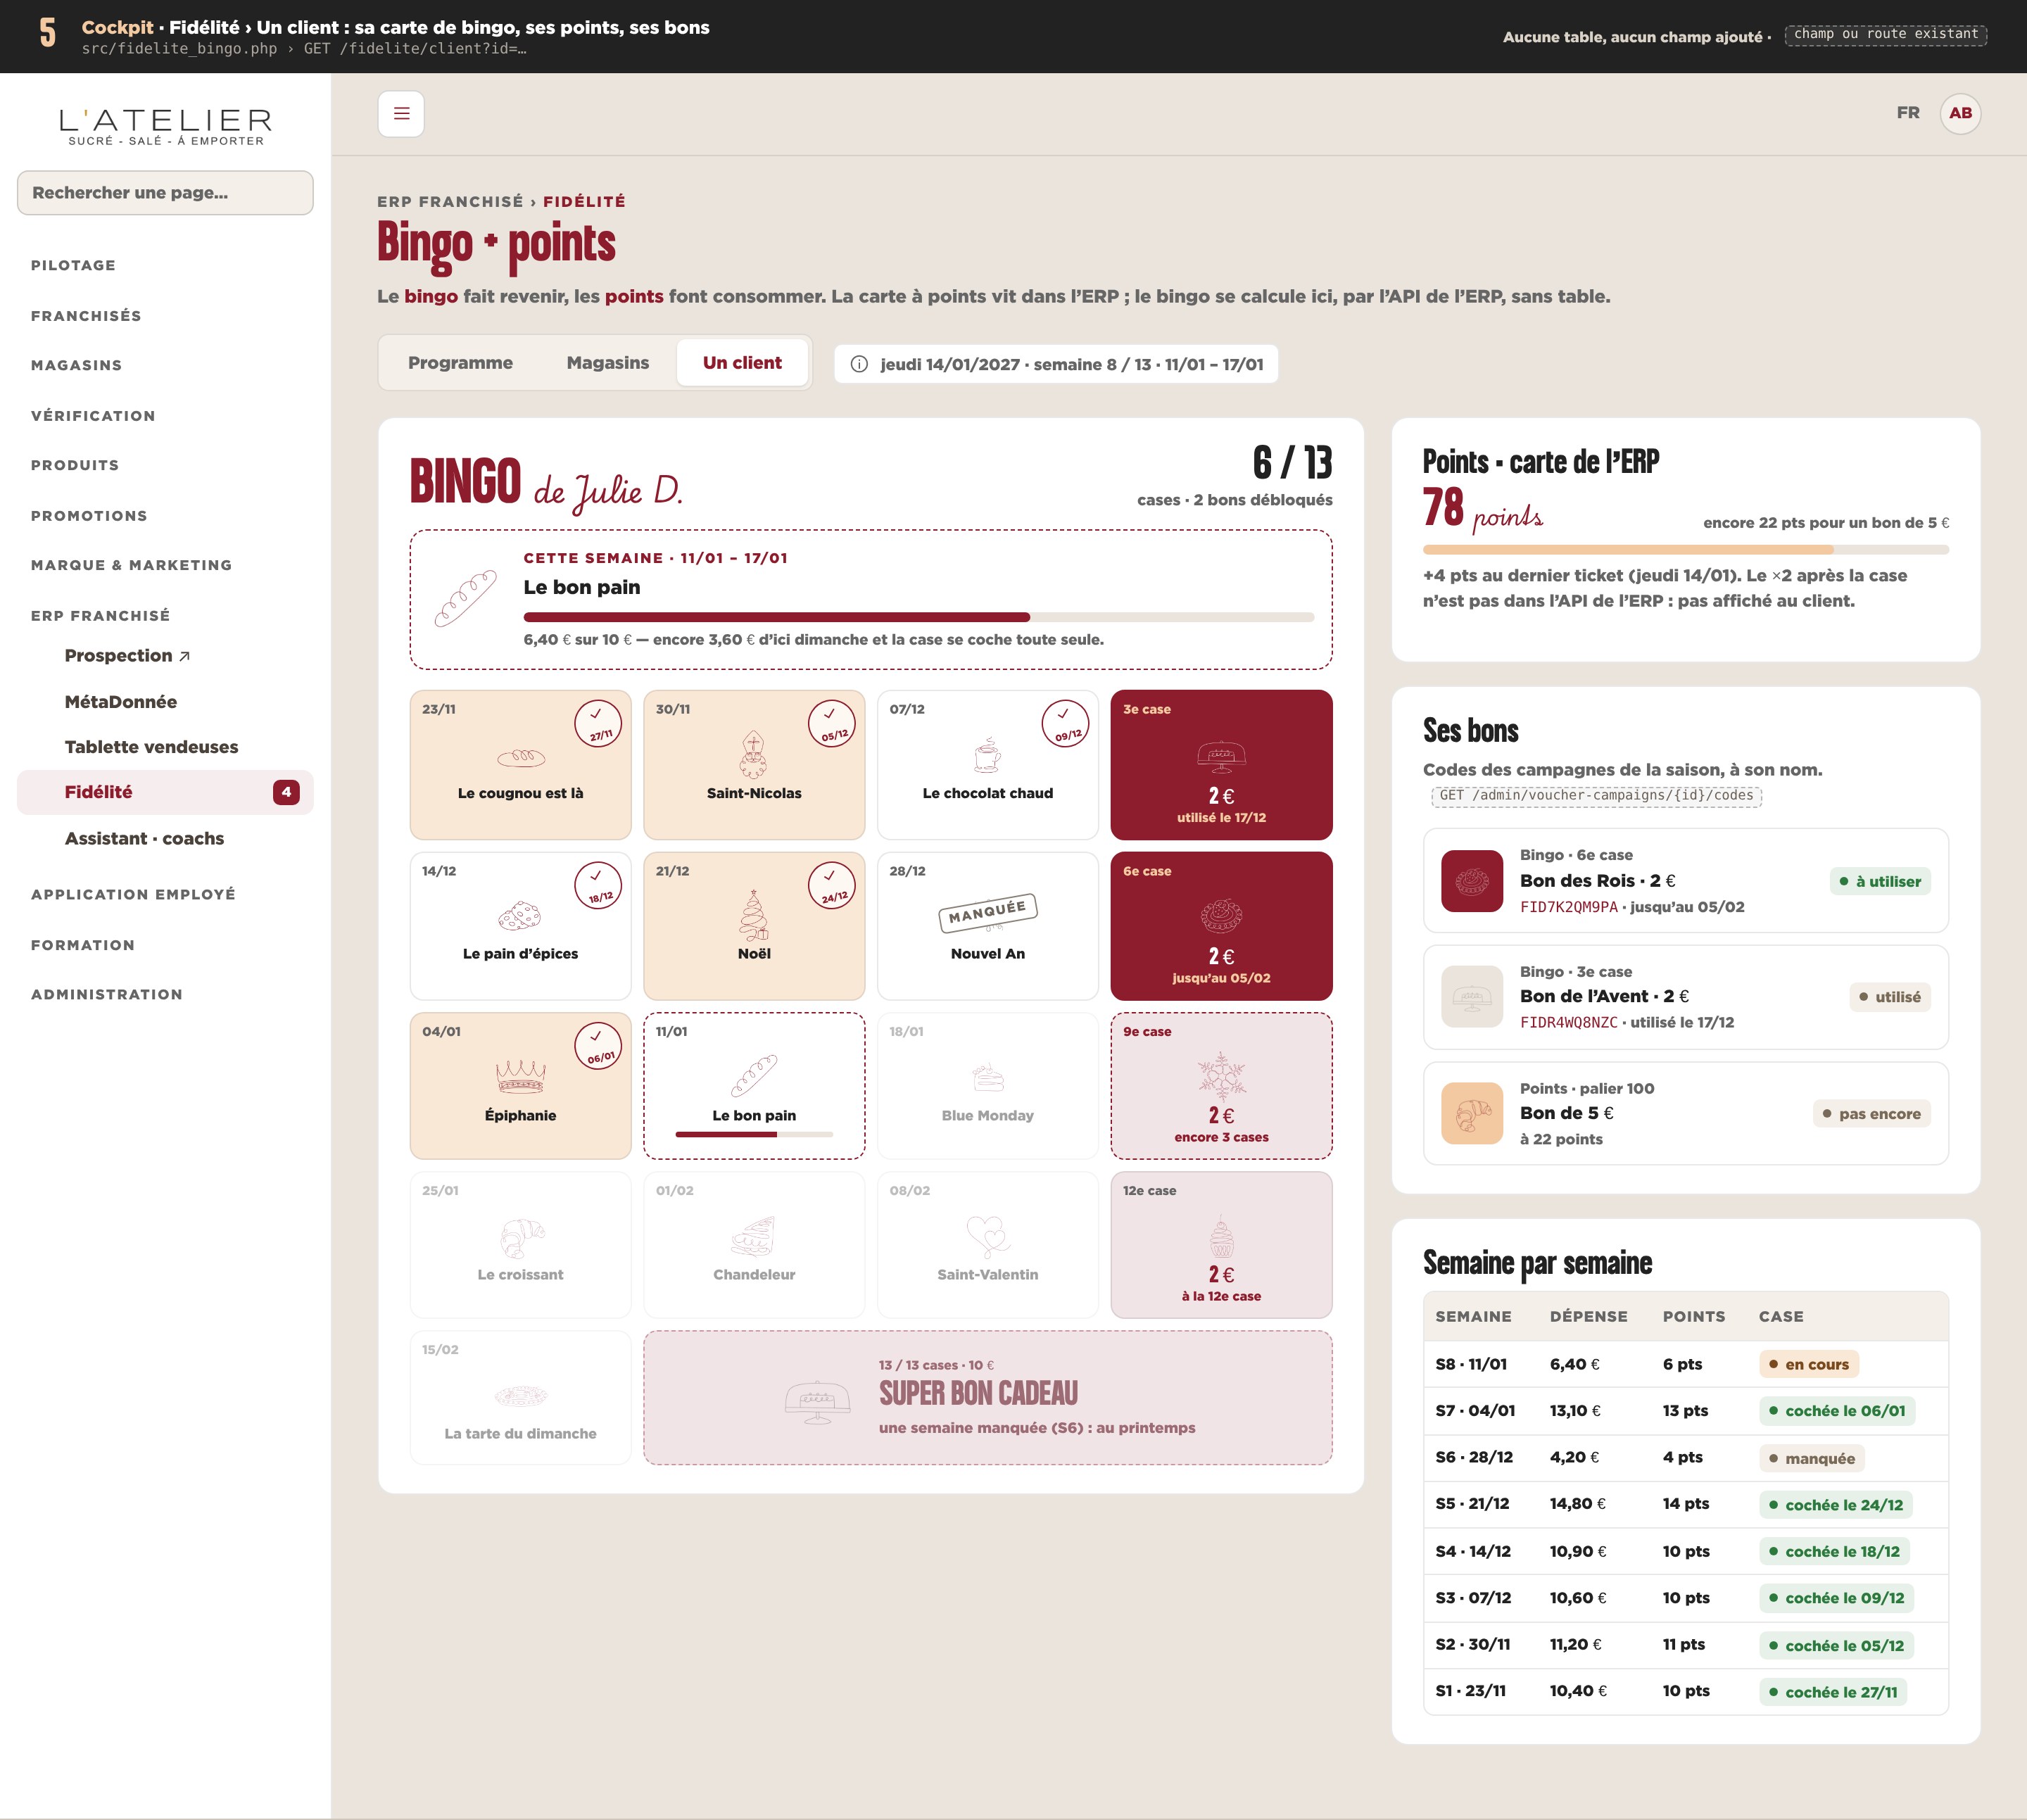 5
Cockpit · Fidélité › Un client : sa carte de bingo, ses points, ses bons
src/fidelite_bingo.php › GET /fidelite/client?id=…
Aucune table, aucun champ ajouté · champ ou route existant
L'ATELIER
SUCRÉ - SALÉ - Á EMPORTER
Rechercher une page...
PILOTAGE
FRANCHISÉS
MAGASINS
VÉRIFICATION
PRODUITS
PROMOTIONS
MARQUE & MARKETING
ERP FRANCHISÉ
Prospection ↗
MétaDonnée
Tablette vendeuses
Fidélité 4
Assistant · coachs
APPLICATION EMPLOYÉ
FORMATION
ADMINISTRATION
FR AB
ERP FRANCHISÉ › FIDÉLITÉ
Bingo + points
Le bingo fait revenir, les points font consommer. La carte à points vit dans l’ERP ; le bingo se calcule ici, par l’API de l’ERP, sans table.
Programme Magasins Un client
jeudi 14/01/2027 · semaine 8 / 13 · 11/01 – 17/01
BINGO de Julie D.
6 / 13
cases · 2 bons débloqués
CETTE SEMAINE · 11/01 – 17/01
Le bon pain
6,40 € sur 10 € — encore 3,60 € d’ici dimanche et la case se coche toute seule.
23/11
27/11
Le cougnou est là
30/11
05/12
Saint-Nicolas
07/12
09/12
Le chocolat chaud
3e case
2 €
utilisé le 17/12
14/12
18/12
Le pain d’épices
21/12
24/12
Noël
28/12
MANQUÉE
Nouvel An
6e case
2 €
jusqu’au 05/02
04/01
06/01
Épiphanie
11/01
Le bon pain
18/01
Blue Monday
9e case
2 €
encore 3 cases
25/01
Le croissant
01/02
Chandeleur
08/02
Saint-Valentin
12e case
2 €
à la 12e case
15/02
La tarte du dimanche
13 / 13 cases · 10 €
SUPER BON CADEAU
une semaine manquée (S6) : au printemps
Points · carte de l’ERP
78 points
encore 22 pts pour un bon de 5 €
+4 pts au dernier ticket (jeudi 14/01). Le ×2 après la case
n’est pas dans l’API de l’ERP : pas affiché au client.
Ses bons
Codes des campagnes de la saison, à son nom.
GET /admin/voucher-campaigns/{id}/codes
Bingo · 6e case
Bon des Rois · 2 €
FID7K2QM9PA · jusqu’au 05/02
à utiliser
Bingo · 3e case
Bon de l’Avent · 2 €
FIDR4WQ8NZC · utilisé le 17/12
utilisé
Points · palier 100
Bon de 5 €
à 22 points
pas encore
Semaine par semaine
SEMAINE DÉPENSE POINTS CASE
S8 · 11/01 6,40 € 6 pts en cours
S7 · 04/01 13,10 € 13 pts cochée le 06/01
S6 · 28/12 4,20 € 4 pts manquée
S5 · 21/12 14,80 € 14 pts cochée le 24/12
S4 · 14/12 10,90 € 10 pts cochée le 18/12
S3 · 07/12 10,60 € 10 pts cochée le 09/12
S2 · 30/11 11,20 € 11 pts cochée le 05/12
S1 · 23/11 10,40 € 10 pts cochée le 27/11